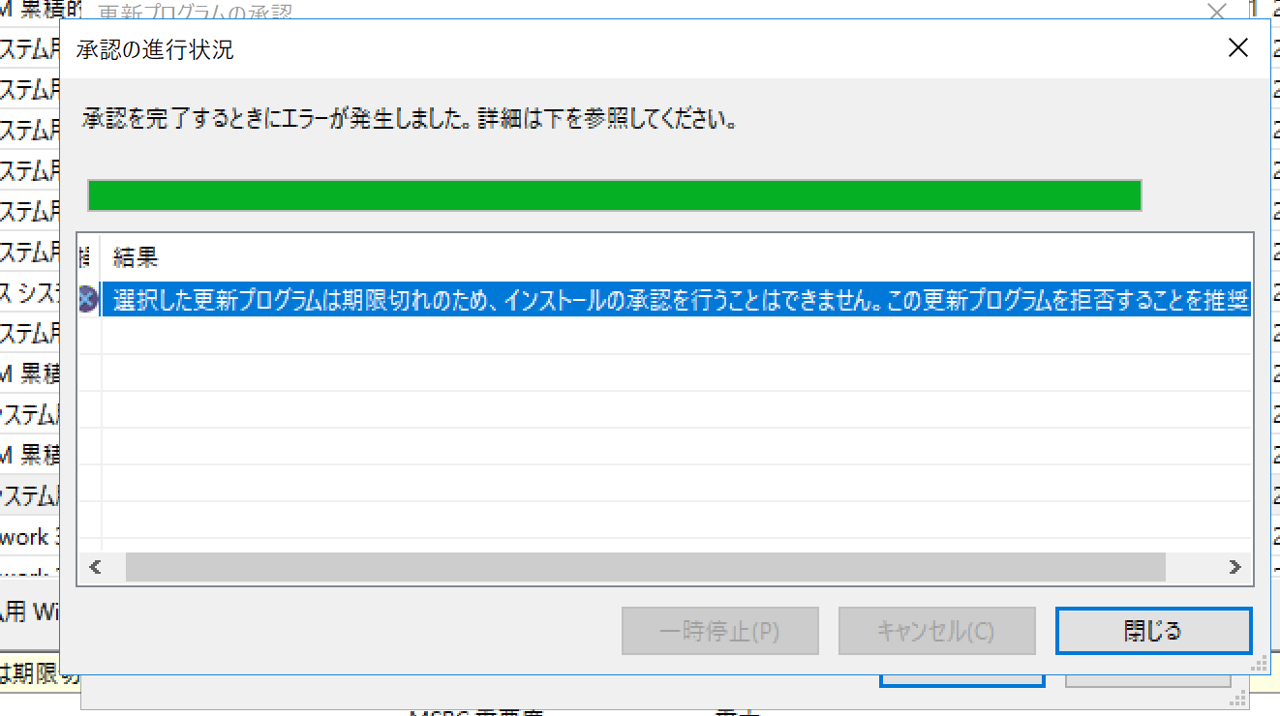 更新プログラムの承認
承認の進行状況
承認を完了するときにエラーが発生しました。詳細は下を参照してください。
結果
選択した更新プログラムは期限切れのため、インストールの承認を行うことはできません。この更新プログラムを拒否することを推奨
M 累積
ステム用
ステム用
ステム用
ステム用
ステム用
ステム用
ス シス
ステム用
M 累積
ステム
M 累積
ステム
work 3
用 Wi
は期限切
一時停止(P)
キャンセル(C)
閉じる
MSRC 重要度
重大